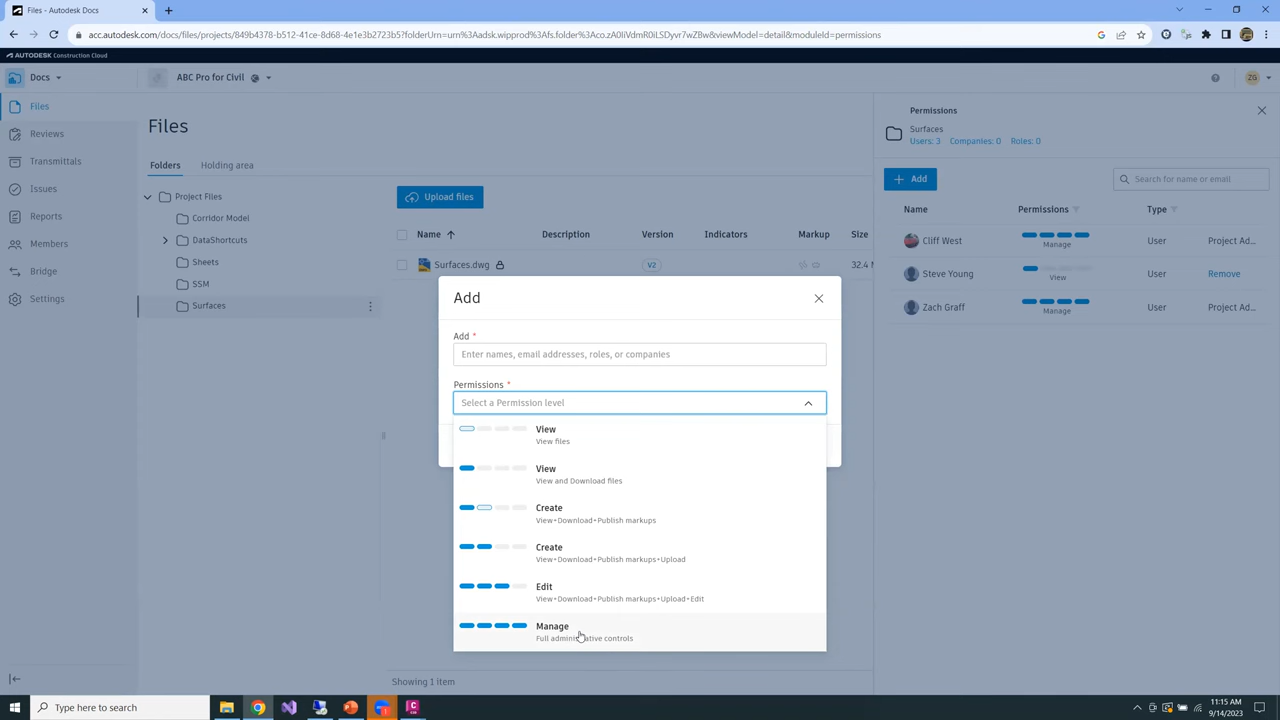 Files - Autodesk Docs
acc.autodesk.com/docs/files/projects/849b4378-b512-41ce-8d68-4e1e3b2723b5?folderUrn=urn%3Aadsk.wipprod%3Afs.folder%3Aco.zA0liVdmR0iLSDyvr7wZBw&viewModel=detail&moduleId=permissions
AUTODESK Construction Cloud
Docs
ABC Pro for Civil
ZG
Files
Reviews
Transmittals
Issues
Reports
Members
Bridge
Settings
Files
Folders
Holding area
Project Files
Corridor Model
DataShortcuts
Sheets
SSM
Surfaces
Upload files
Name
Description
Version
Indicators
Markup
Size
Surfaces.dwg
V2
32.4 M
Showing 1 item
Permissions
Surfaces
Users: 3 Companies: 0 Roles: 0
Add
Search for name or email
Name
Permissions
Type
Cliff West
Manage
User
Project Ad...
Steve Young
View
User
Remove
Zach Graff
Manage
User
Project Ad...
Add
Add *
Enter names, email addresses, roles, or companies
Permissions *
Select a Permission level
View
View files
View
View and Download files
Create
View+Download+Publish markups
Create
View+Download+Publish markups+Upload
Edit
View+Download+Publish markups+Upload+Edit
Manage
Full administrative controls
Type here to search
11:15 AM
9/14/2023